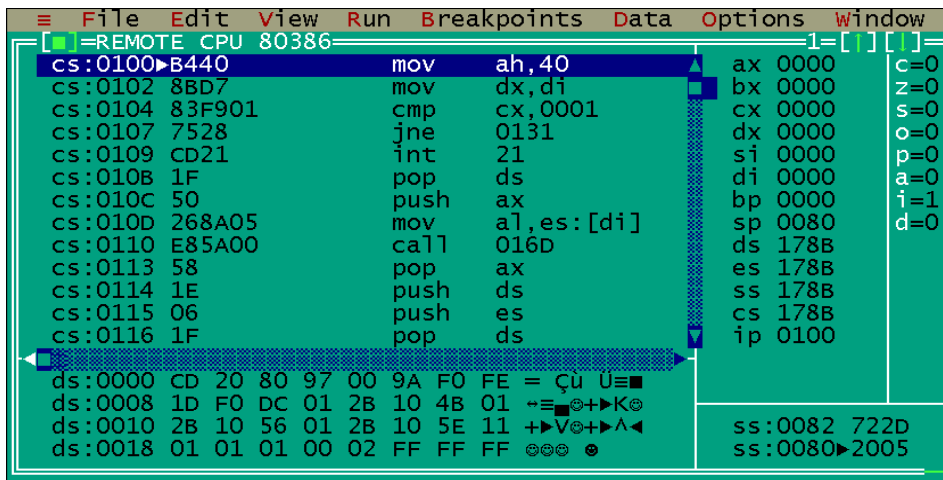 ≡ File Edit View Run Breakpoints Data Options Window
[■]=REMOTE CPU 80386 1=[↑][↓]=
cs:0100►B440 mov ah,40 ax 0000 c=0
cs:0102 8BD7 mov dx,di bx 0000 z=0
cs:0104 83F901 cmp cx,0001 cx 0000 s=0
cs:0107 7528 jne 0131 dx 0000 o=0
cs:0109 CD21 int 21 si 0000 p=0
cs:010B 1F pop ds di 0000 a=0
cs:010C 50 push ax bp 0000 i=1
cs:010D 268A05 mov al,es:[di] sp 0080 d=0
cs:0110 E85A00 call 016D ds 178B
cs:0113 58 pop ax es 178B
cs:0114 1E push ds ss 178B
cs:0115 06 push es cs 178B
cs:0116 1F pop ds ip 0100
ds:0000 CD 20 80 97 00 9A F0 FE = Çù Ü≡■
ds:0008 1D F0 DC 01 2B 10 4B 01 ↔≡▄☺+►K☺
ds:0010 2B 10 56 01 2B 10 5E 11 +►V☺+►^◄ ss:0082 722D
ds:0018 01 01 01 00 02 FF FF FF ☺☺☺ ☻ ss:0080►2005